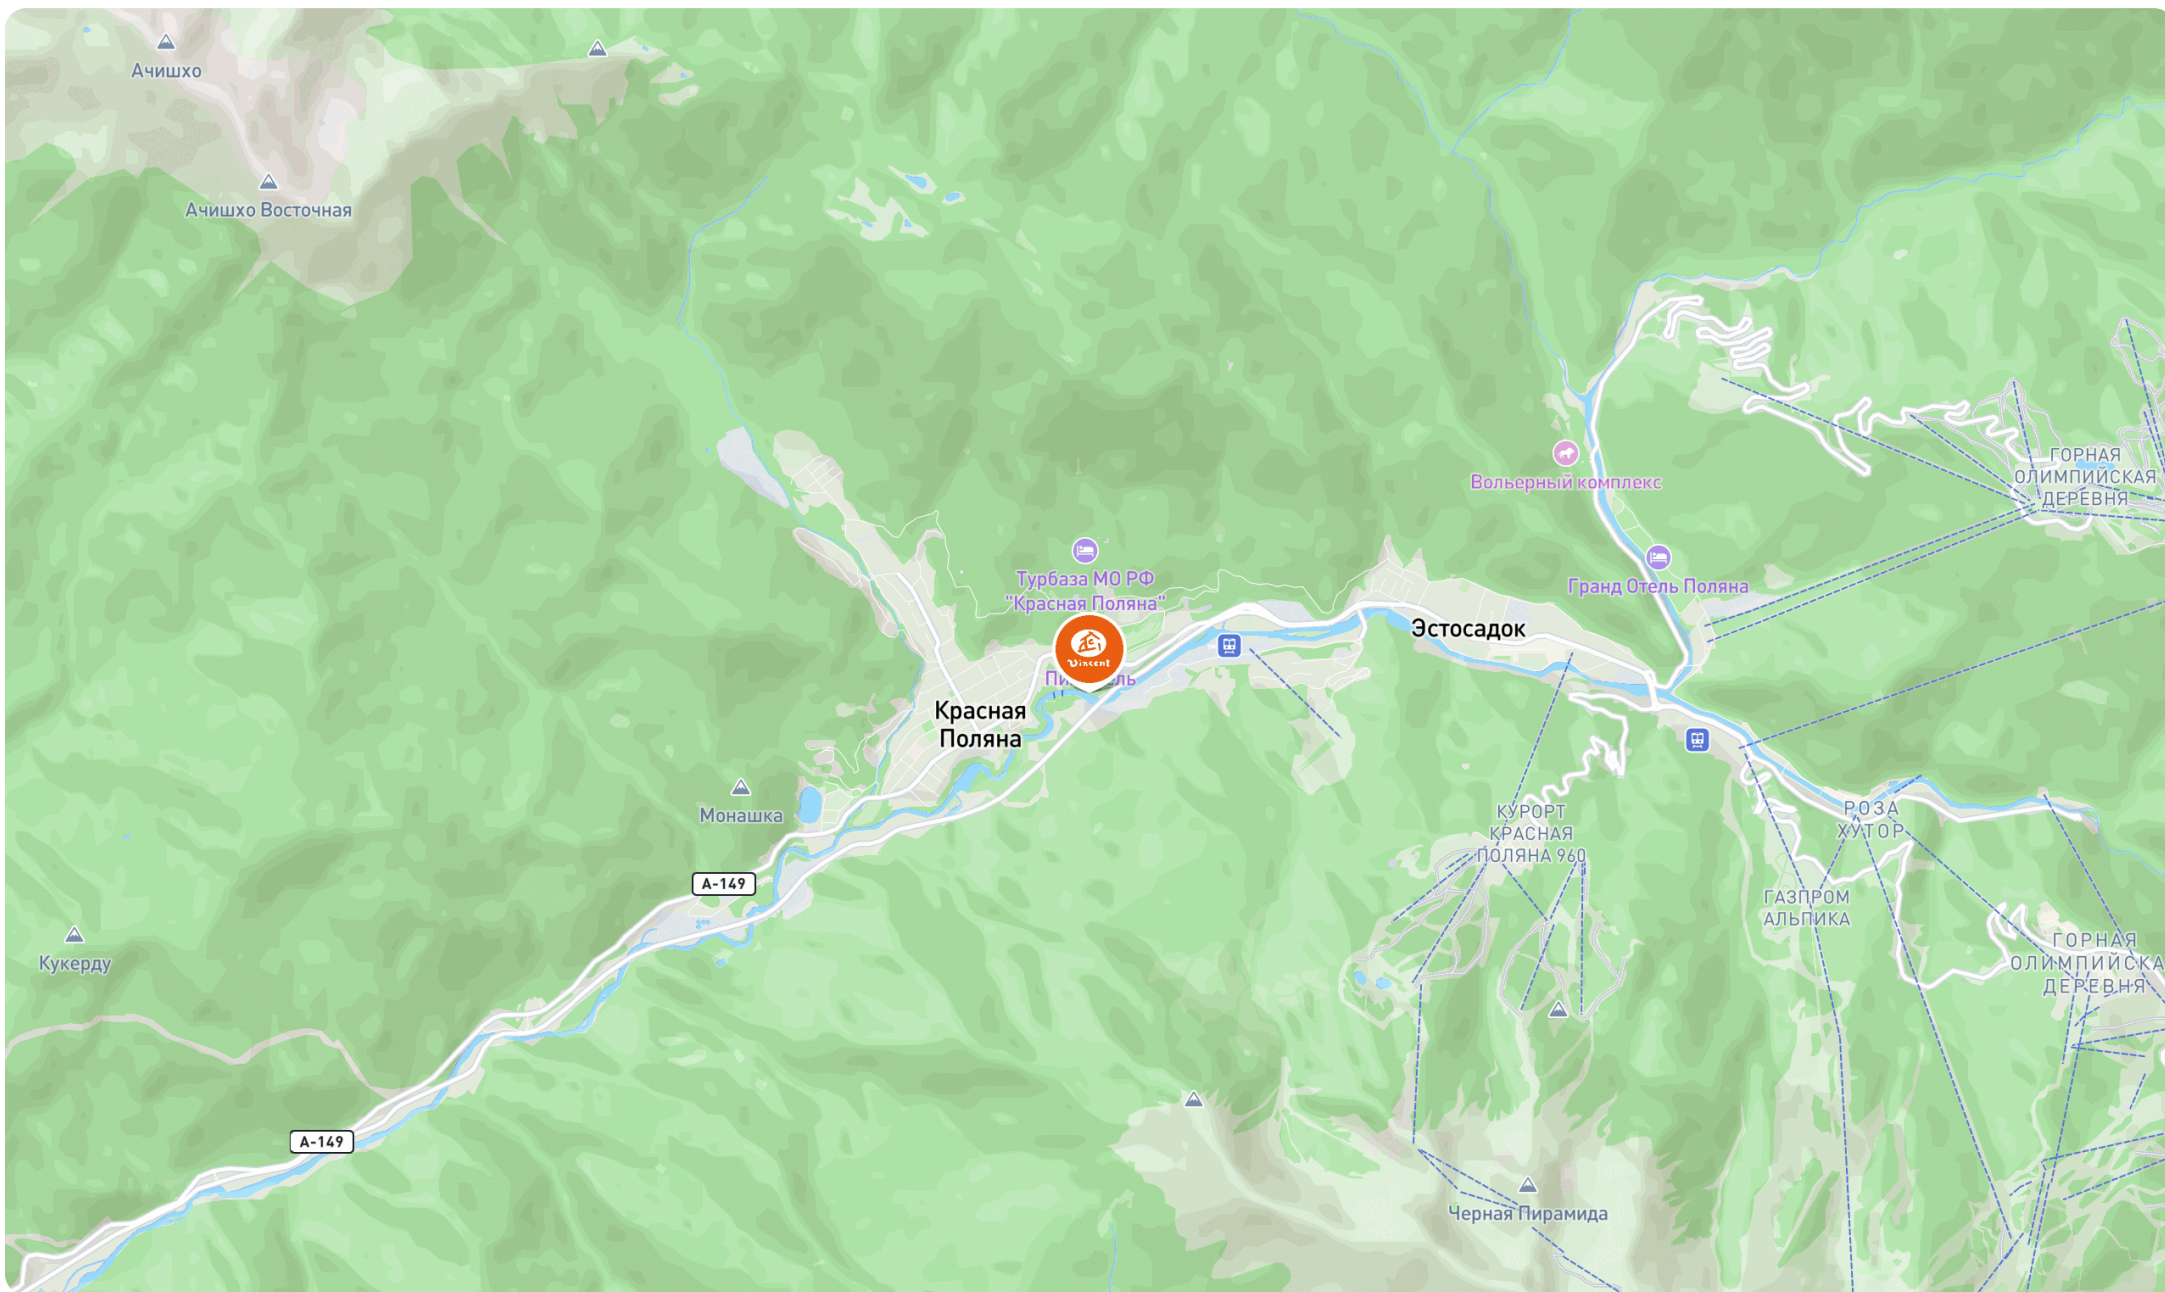 Ачишхо
Ачишхо Восточная
ГОРНАЯ
ОЛИМПИЙСКАЯ
ДЕРЕВНЯ
Вольерный комплекс
Турбаза МО РФ
"Красная Поляна"
Гранд Отель Поляна
Vincent
Эстосадок
Красная
Поляна
Монашка
КУРОРТ
КРАСНАЯ
ПОЛЯНА 960
РОЗА
ХУТОР
А-149
ГАЗПРОМ
АЛЬПИКА
Кукерду
ГОРНАЯ
ОЛИМПИЙСКА
ДЕРЕВНЯ
А-149
Черная Пирамида